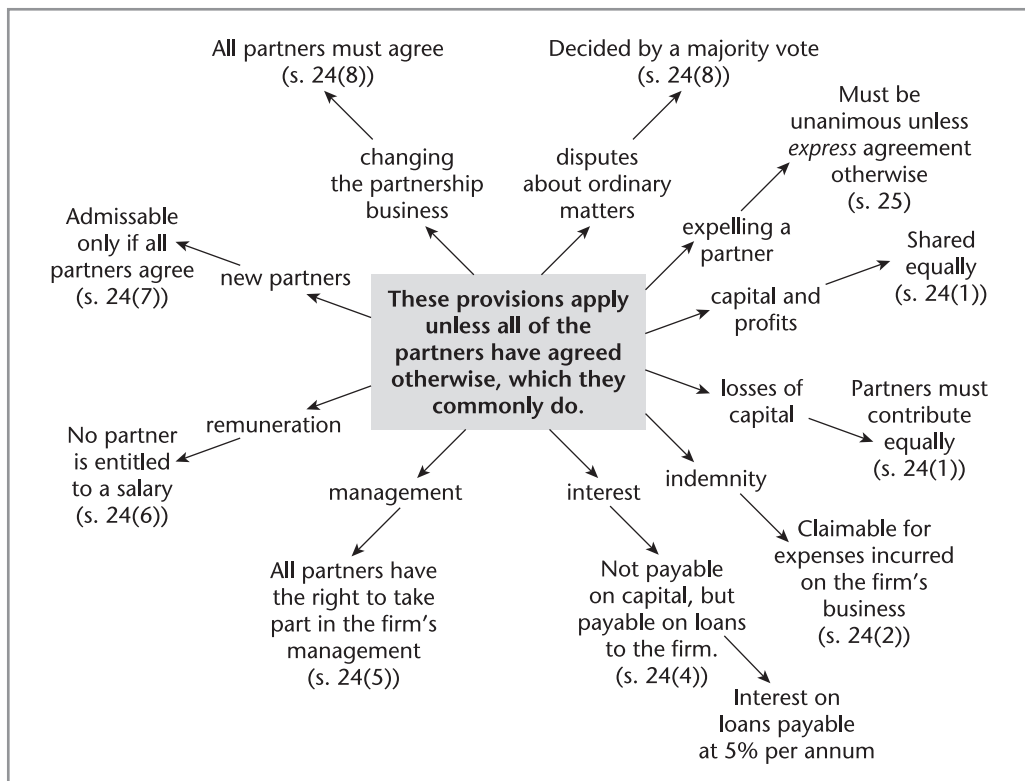 All partners must agree
(s. 24(8))
Decided by a majority vote
(s. 24(8))
Must be
unanimous unless
express agreement
otherwise
(s. 25)
changing
the partnership
business
disputes
about ordinary
matters
expelling a
partner
Admissable
only if all
partners agree
(s. 24(7))
new partners
Shared
equally
(s. 24(1))
capital and
profits
These provisions apply
unless all of the
partners have agreed
otherwise, which they
commonly do.
losses of
capital
Partners must
contribute
equally
(s. 24(1))
remuneration
No partner
is entitled
to a salary
(s. 24(6))
management
interest
indemnity
All partners have
the right to take
part in the firm's
management
(s. 24(5))
Not payable
on capital, but
payable on loans
to the firm.
(s. 24(4))
Claimable for
expenses incurred
on the firm's
business
(s. 24(2))
Interest on
loans payable
at 5% per annum